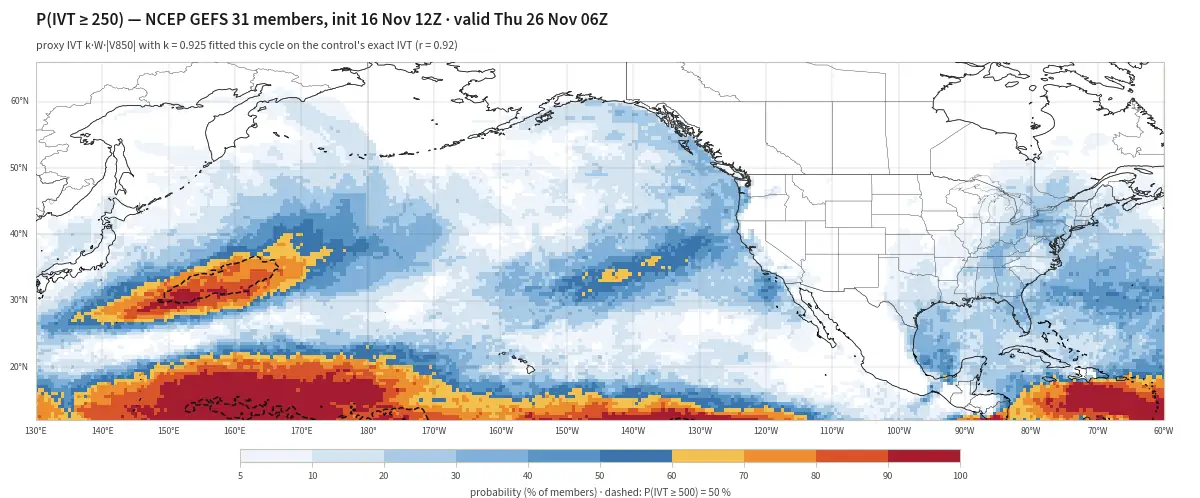 P(IVT ≥ 250) — NCEP GEFS 31 members, init 16 Nov 12Z · valid Thu 26 Nov 06Z
proxy IVT k·W·|V850| with k = 0.925 fitted this cycle on the control's exact IVT (r = 0.92)
60°N
50°N
40°N
30°N
20°N
130°E 140°E 150°E 160°E 170°E 180° 170°W 160°W 150°W 140°W 130°W 120°W 110°W 100°W 90°W 80°W 70°W 60°W
5 10 20 30 40 50 60 70 80 90 100
probability (% of members) · dashed: P(IVT ≥ 500) = 50 %